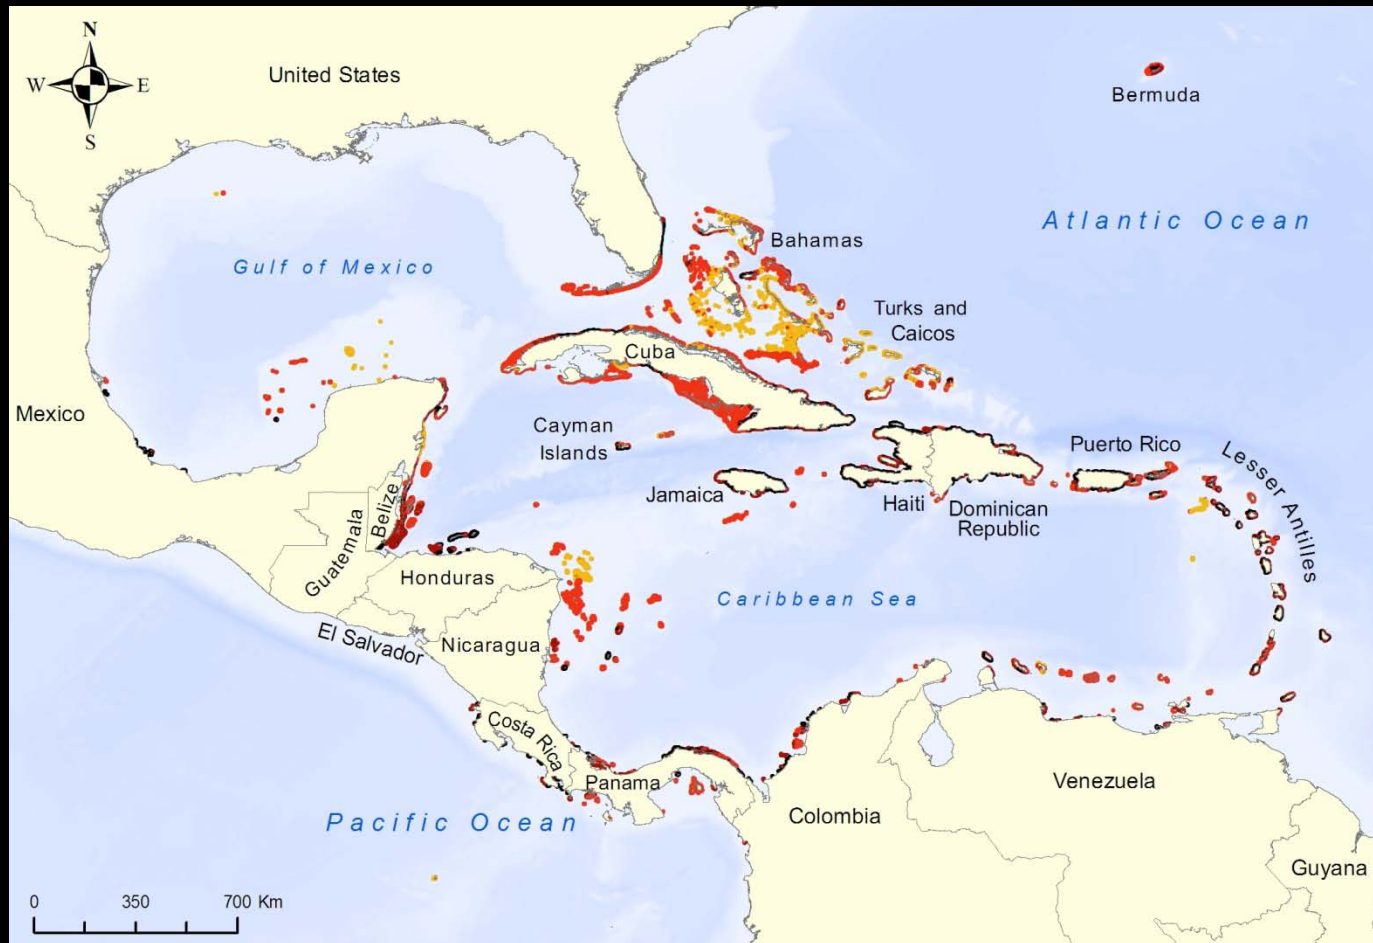 N
W E
S
United States
Bermuda
Atlantic Ocean
Bahamas
Gulf of Mexico
Turks and
Caicos
Cuba
Mexico
Cayman
Islands
Puerto Rico
Lesser Antilles
Jamaica
Haiti
Dominican
Republic
Belize
Guatemala
Honduras
Caribbean Sea
El Salvador
Nicaragua
Costa Rica
Panama
Venezuela
Colombia
Pacific Ocean
Guyana
0 350 700 Km